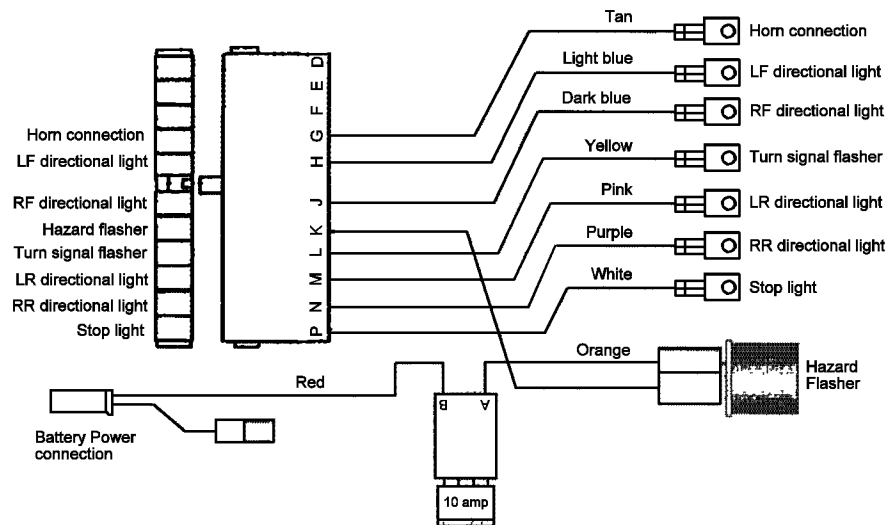 Tan
Horn connection
Light blue
LF directional light
Dark blue
RF directional light
Yellow
Turn signal flasher
Pink
LR directional light
Purple
RR directional light
White
Stop light
D
E
F
G
H
J
K
L
M
N
P
Horn connection
LF directional light
RF directional light
Hazard flasher
Turn signal flasher
LR directional light
RR directional light
Stop light
Orange
Hazard
Flasher
Red
B
A
Battery Power
connection
10 amp